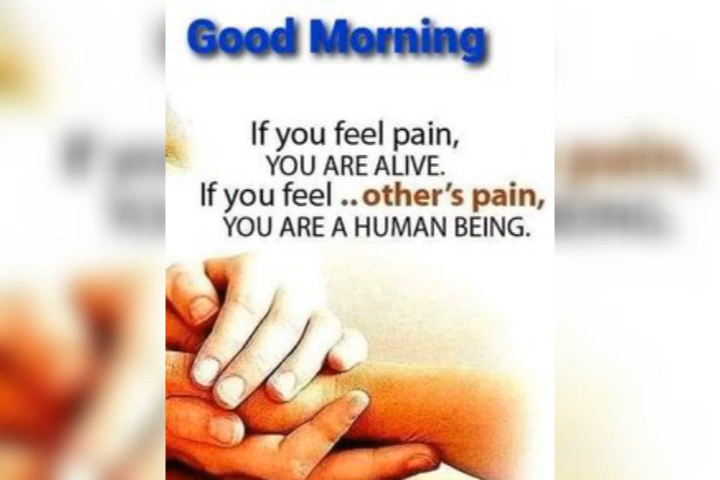 Good Morning
If you feel pain,
YOU ARE ALIVE.
If you feel ..other's pain,
YOU ARE A HUMAN BEING.